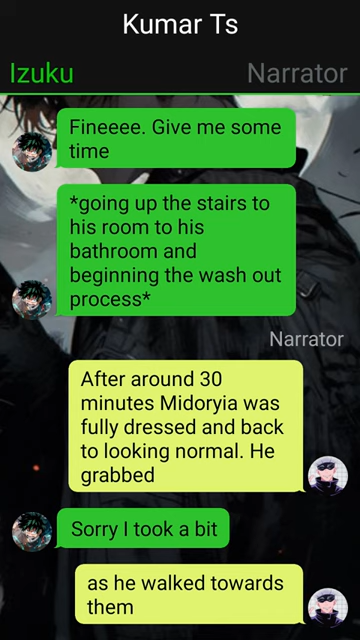 Kumar Ts
Izuku
Narrator
Fineeee. Give me some
time
*going up the stairs to
his room to his
bathroom and
beginning the wash out
process*
Narrator
After around 30
minutes Midoryia was
fully dressed and back
to looking normal. He
grabbed
Sorry I took a bit
as he walked towards
them